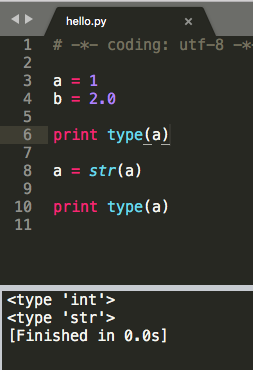 hello.py
1 # -*- coding: utf-8 -*
2
3 a = 1
4 b = 2.0
5
6 print type(a)
7
8 a = str(a)
9
10 print type(a)
11
<type 'int'>
<type 'str'>
[Finished in 0.0s]